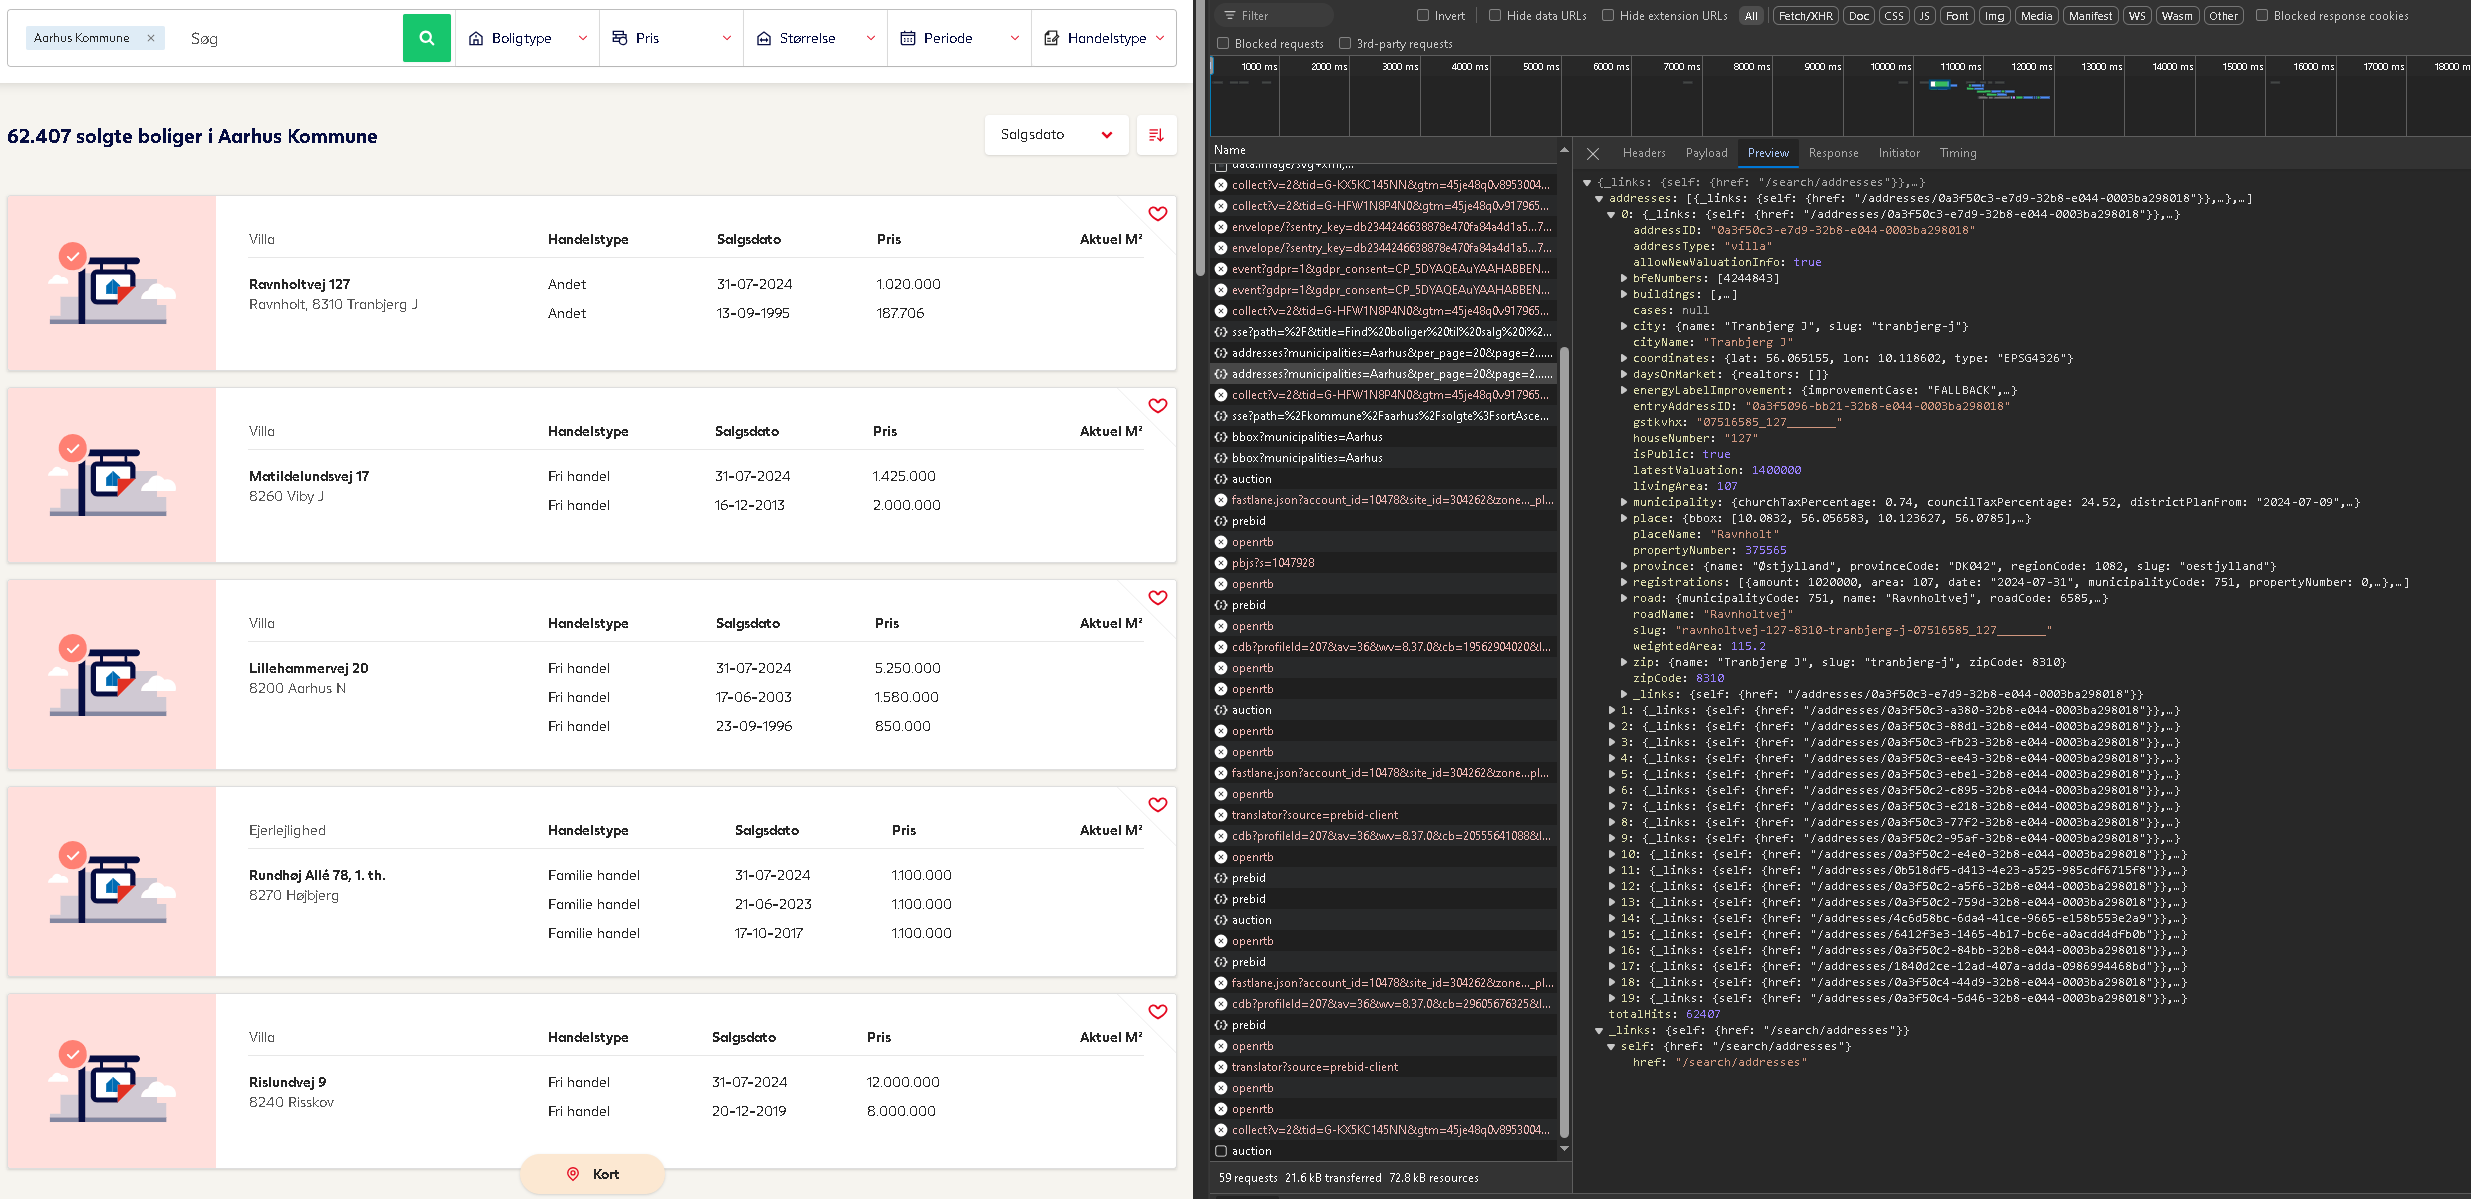 Aarhus Kommune ×
Søg
Boligtype
Pris
Størrelse
Periode
Handelstype
62.407 solgte boliger i Aarhus Kommune
Salgsdato
Villa Handelstype Salgsdato Pris Aktuel M²
Ravnholtvej 127 Andet 31-07-2024 1.020.000
Ravnholt, 8310 Tranbjerg J
Andet 13-09-1995 187.706
Villa Handelstype Salgsdato Pris Aktuel M²
Matildelundsvej 17 Fri handel 31-07-2024 1.425.000
8260 Viby J
Fri handel 16-12-2013 2.000.000
Villa Handelstype Salgsdato Pris Aktuel M²
Lillehammervej 20 Fri handel 31-07-2024 5.250.000
8200 Aarhus N
Fri handel 17-06-2003 1.580.000
Fri handel 23-09-1996 850.000
Ejerlejlighed Handelstype Salgsdato Pris Aktuel M²
Rundhøj Allé 78, 1. th. Familie handel 31-07-2024 1.100.000
8270 Højbjerg
Familie handel 21-06-2023 1.100.000
Familie handel 17-10-2017 1.100.000
Villa Handelstype Salgsdato Pris Aktuel M²
Rislundvej 9 Fri handel 31-07-2024 12.000.000
8240 Risskov
Fri handel 20-12-2019 8.000.000
Kort
Filter Invert Hide data URLs Hide extension URLs All Fetch/XHR Doc CSS JS Font Img Media Manifest WS Wasm Other Blocked response cookies
Blocked requests 3rd-party requests
1000 ms 2000 ms 3000 ms 4000 ms 5000 ms 6000 ms 7000 ms 8000 ms 9000 ms 10000 ms 11000 ms 12000 ms 13000 ms 14000 ms 15000 ms 16000 ms 17000 ms 18000 m
Name
data:image/svg+xml,...
collect?v=2&tid=G-KX5KC145NN&gtm=45je48q0v8953004...
collect?v=2&tid=G-HFW1N8P4N0&gtm=45je48q0v917965...
envelope/?sentry_key=db2344246638878e470fa84a4d1a5...7...
envelope/?sentry_key=db2344246638878e470fa84a4d1a5...7...
event?gdpr=1&gdpr_consent=CP_5DYAQEAuYAAHABBEN...
event?gdpr=1&gdpr_consent=CP_5DYAQEAuYAAHABBEN...
collect?v=2&tid=G-HFW1N8P4N0&gtm=45je48q0v917965...
sse?path=%2F&title=Find%20boliger%20til%20salg%20i%2...
addresses?municipalities=Aarhus&per_page=20&page=2......
addresses?municipalities=Aarhus&per_page=20&page=2......
collect?v=2&tid=G-HFW1N8P4N0&gtm=45je48q0v917965...
sse?path=%2Fkommune%2Faarhus%2Fsolgte%3FsortAsce...
bbox?municipalities=Aarhus
bbox?municipalities=Aarhus
auction
fastlane.json?account_id=10478&site_id=304262&zone..._pl...
prebid
openrtb
pbjs?s=1047928
openrtb
prebid
openrtb
cdb?profileId=207&av=36&wv=8.37.0&cb=19562904020&l...
openrtb
openrtb
auction
openrtb
openrtb
fastlane.json?account_id=10478&site_id=304262&zone...pl...
openrtb
translator?source=prebid-client
cdb?profileId=207&av=36&wv=8.37.0&cb=20555641088&l...
openrtb
prebid
prebid
auction
openrtb
prebid
fastlane.json?account_id=10478&site_id=304262&zone..._pl...
cdb?profileId=207&av=36&wv=8.37.0&cb=29605676325&l...
prebid
openrtb
translator?source=prebid-client
openrtb
openrtb
collect?v=2&tid=G-KX5KC145NN&gtm=45je48q0v8953004...
auction
59 requests 21.6 kB transferred 72.8 kB resources
Headers Payload Preview Response Initiator Timing
{_links: {self: {href: "/search/addresses"}},…}
addresses: [{_links: {self: {href: "/addresses/0a3f50c3-e7d9-32b8-e044-0003ba298018"}},…},…]
0: {_links: {self: {href: "/addresses/0a3f50c3-e7d9-32b8-e044-0003ba298018"}},…}
addressID: "0a3f50c3-e7d9-32b8-e044-0003ba298018"
addressType: "villa"
allowNewValuationInfo: true
bfeNumbers: [4244843]
buildings: [,…]
cases: null
city: {name: "Tranbjerg J", slug: "tranbjerg-j"}
cityName: "Tranbjerg J"
coordinates: {lat: 56.065155, lon: 10.118602, type: "EPSG4326"}
daysOnMarket: {realtors: []}
energyLabelImprovement: {improvementCase: "FALLBACK",…}
entryAddressID: "0a3f5096-bb21-32b8-e044-0003ba298018"
gstkvhx: "07516585_127_______"
houseNumber: "127"
isPublic: true
latestValuation: 1400000
livingArea: 107
municipality: {churchTaxPercentage: 0.74, councilTaxPercentage: 24.52, districtPlanFrom: "2024-07-09",…}
place: {bbox: [10.0832, 56.056583, 10.123627, 56.0785],…}
placeName: "Ravnholt"
propertyNumber: 375565
province: {name: "Østjylland", provinceCode: "DK042", regionCode: 1082, slug: "oestjylland"}
registrations: [{amount: 1020000, area: 107, date: "2024-07-31", municipalityCode: 751, propertyNumber: 0,…},…]
road: {municipalityCode: 751, name: "Ravnholtvej", roadCode: 6585,…}
roadName: "Ravnholtvej"
slug: "ravnholtvej-127-8310-tranbjerg-j-07516585_127_______"
weightedArea: 115.2
zip: {name: "Tranbjerg J", slug: "tranbjerg-j", zipCode: 8310}
zipCode: 8310
_links: {self: {href: "/addresses/0a3f50c3-e7d9-32b8-e044-0003ba298018"}}
1: {_links: {self: {href: "/addresses/0a3f50c3-a380-32b8-e044-0003ba298018"}},…}
2: {_links: {self: {href: "/addresses/0a3f50c3-88d1-32b8-e044-0003ba298018"}},…}
3: {_links: {self: {href: "/addresses/0a3f50c3-fb23-32b8-e044-0003ba298018"}},…}
4: {_links: {self: {href: "/addresses/0a3f50c3-ee43-32b8-e044-0003ba298018"}},…}
5: {_links: {self: {href: "/addresses/0a3f50c3-ebe1-32b8-e044-0003ba298018"}},…}
6: {_links: {self: {href: "/addresses/0a3f50c2-c895-32b8-e044-0003ba298018"}},…}
7: {_links: {self: {href: "/addresses/0a3f50c3-e218-32b8-e044-0003ba298018"}},…}
8: {_links: {self: {href: "/addresses/0a3f50c3-77f2-32b8-e044-0003ba298018"}},…}
9: {_links: {self: {href: "/addresses/0a3f50c2-95af-32b8-e044-0003ba298018"}},…}
10: {_links: {self: {href: "/addresses/0a3f50c2-e4e0-32b8-e044-0003ba298018"}},…}
11: {_links: {self: {href: "/addresses/0b518df5-d413-4e23-a525-985cdf6715f8"}},…}
12: {_links: {self: {href: "/addresses/0a3f50c2-a5f6-32b8-e044-0003ba298018"}},…}
13: {_links: {self: {href: "/addresses/0a3f50c2-759d-32b8-e044-0003ba298018"}},…}
14: {_links: {self: {href: "/addresses/4c6d58bc-6da4-41ce-9665-e158b553e2a9"}},…}
15: {_links: {self: {href: "/addresses/6412f3e3-1465-4b17-bc6e-a0acdd4dfb0b"}},…}
16: {_links: {self: {href: "/addresses/0a3f50c2-84bb-32b8-e044-0003ba298018"}},…}
17: {_links: {self: {href: "/addresses/1840d2ce-12ad-407a-adda-0986994468bd"}},…}
18: {_links: {self: {href: "/addresses/0a3f50c4-44d9-32b8-e044-0003ba298018"}},…}
19: {_links: {self: {href: "/addresses/0a3f50c4-5d46-32b8-e044-0003ba298018"}},…}
totalHits: 62407
_links: {self: {href: "/search/addresses"}}
self: {href: "/search/addresses"}
href: "/search/addresses"